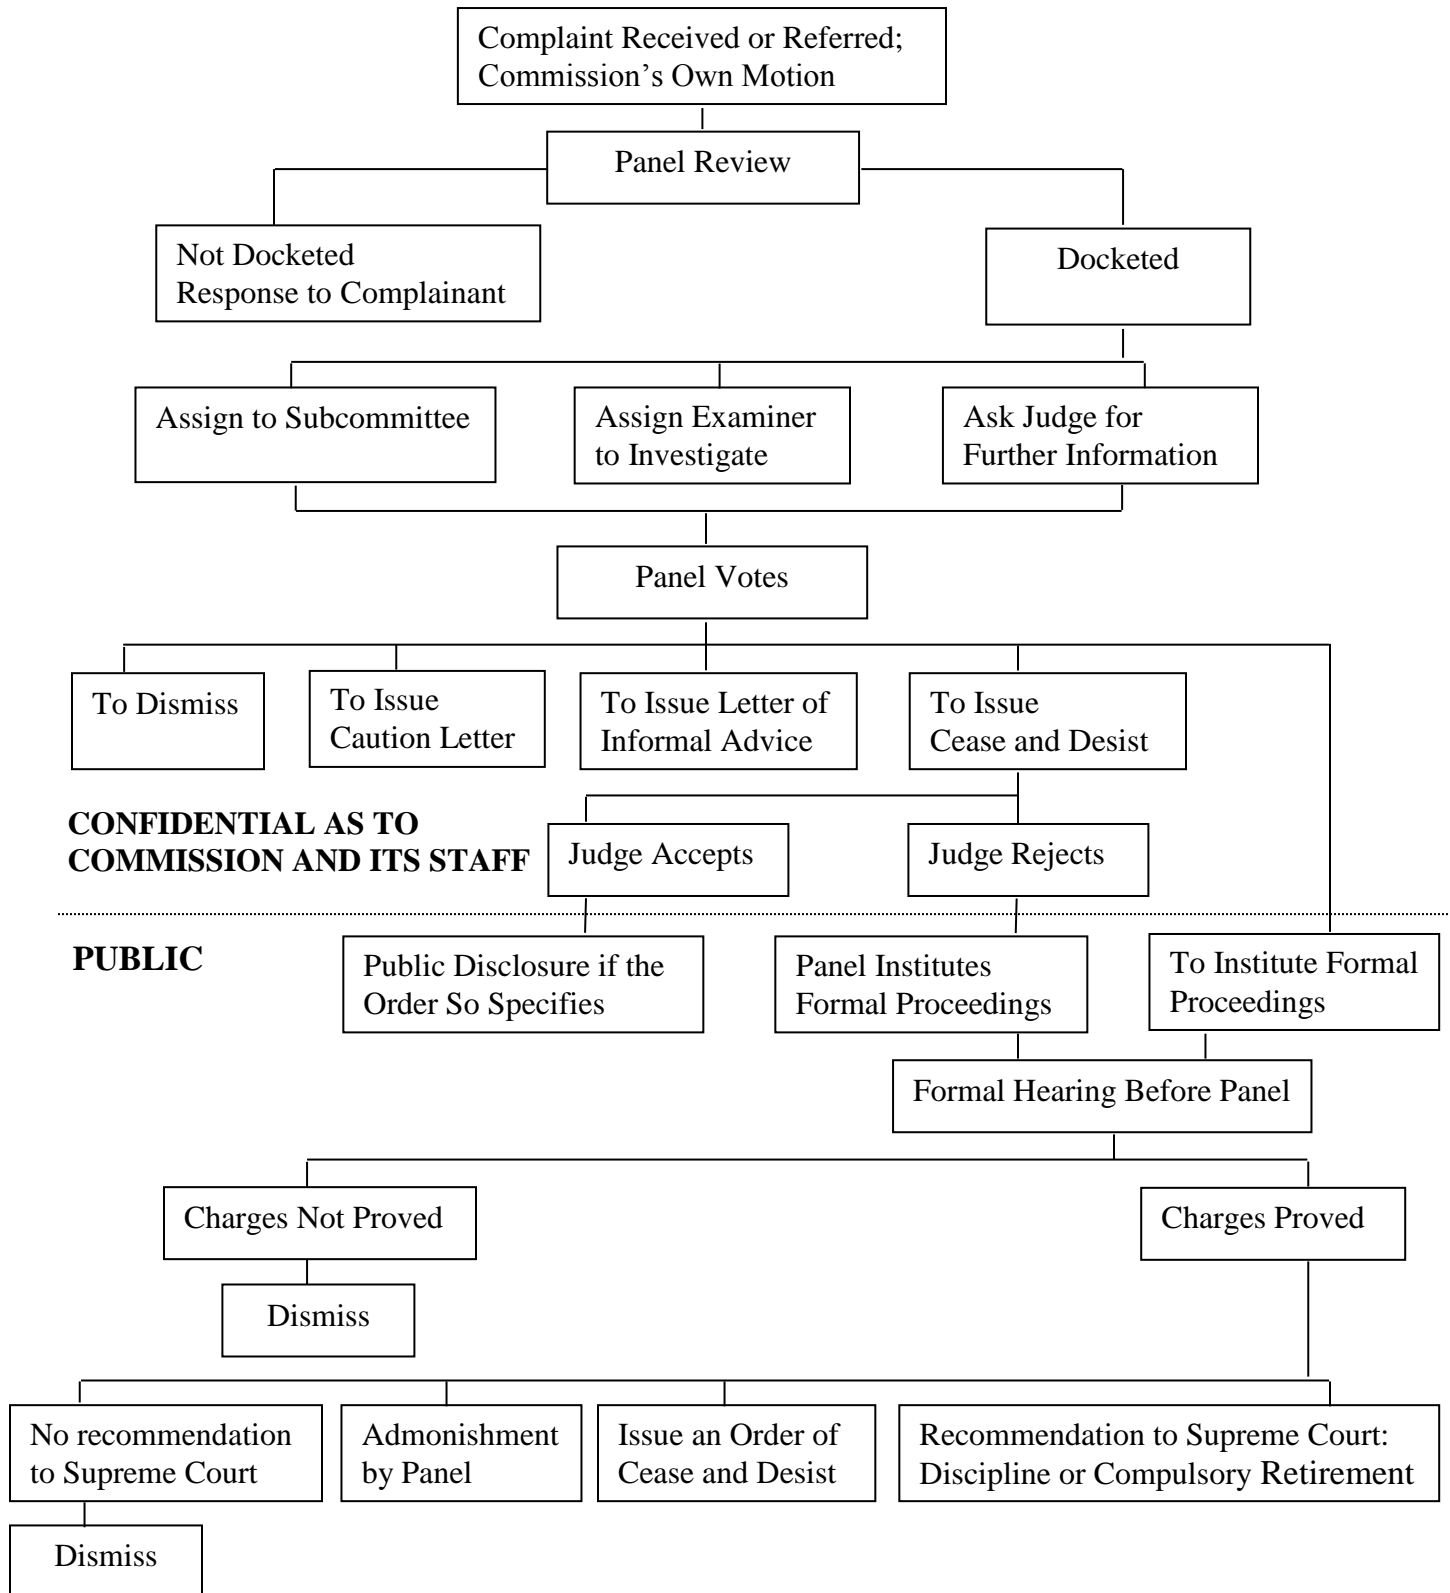 Complaint Received or Referred;
Commission’s Own Motion
Panel Review
Not Docketed
Response to Complainant
Docketed
Assign to Subcommittee
Assign Examiner
to Investigate
Ask Judge for
Further Information
Panel Votes
To Dismiss
To Issue
Caution Letter
To Issue Letter of
Informal Advice
To Issue
Cease and Desist
CONFIDENTIAL AS TO
COMMISSION AND ITS STAFF
Judge Accepts
Judge Rejects
PUBLIC
Public Disclosure if the
Order So Specifies
Panel Institutes
Formal Proceedings
To Institute Formal
Proceedings
Formal Hearing Before Panel
Charges Not Proved
Charges Proved
Dismiss
No recommendation
to Supreme Court
Admonishment
by Panel
Issue an Order of
Cease and Desist
Recommendation to Supreme Court:
Discipline or Compulsory Retirement
Dismiss